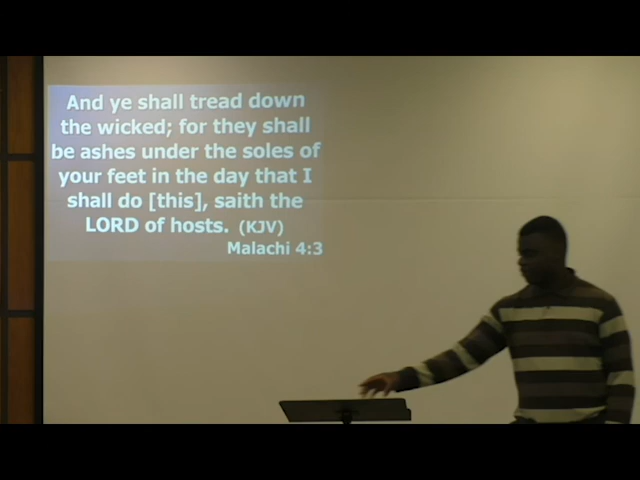 And ye shall tread down
the wicked; for they shall
be ashes under the soles of
your feet in the day that I
shall do [this], saith the
LORD of hosts. (KJV)
Malachi 4:3